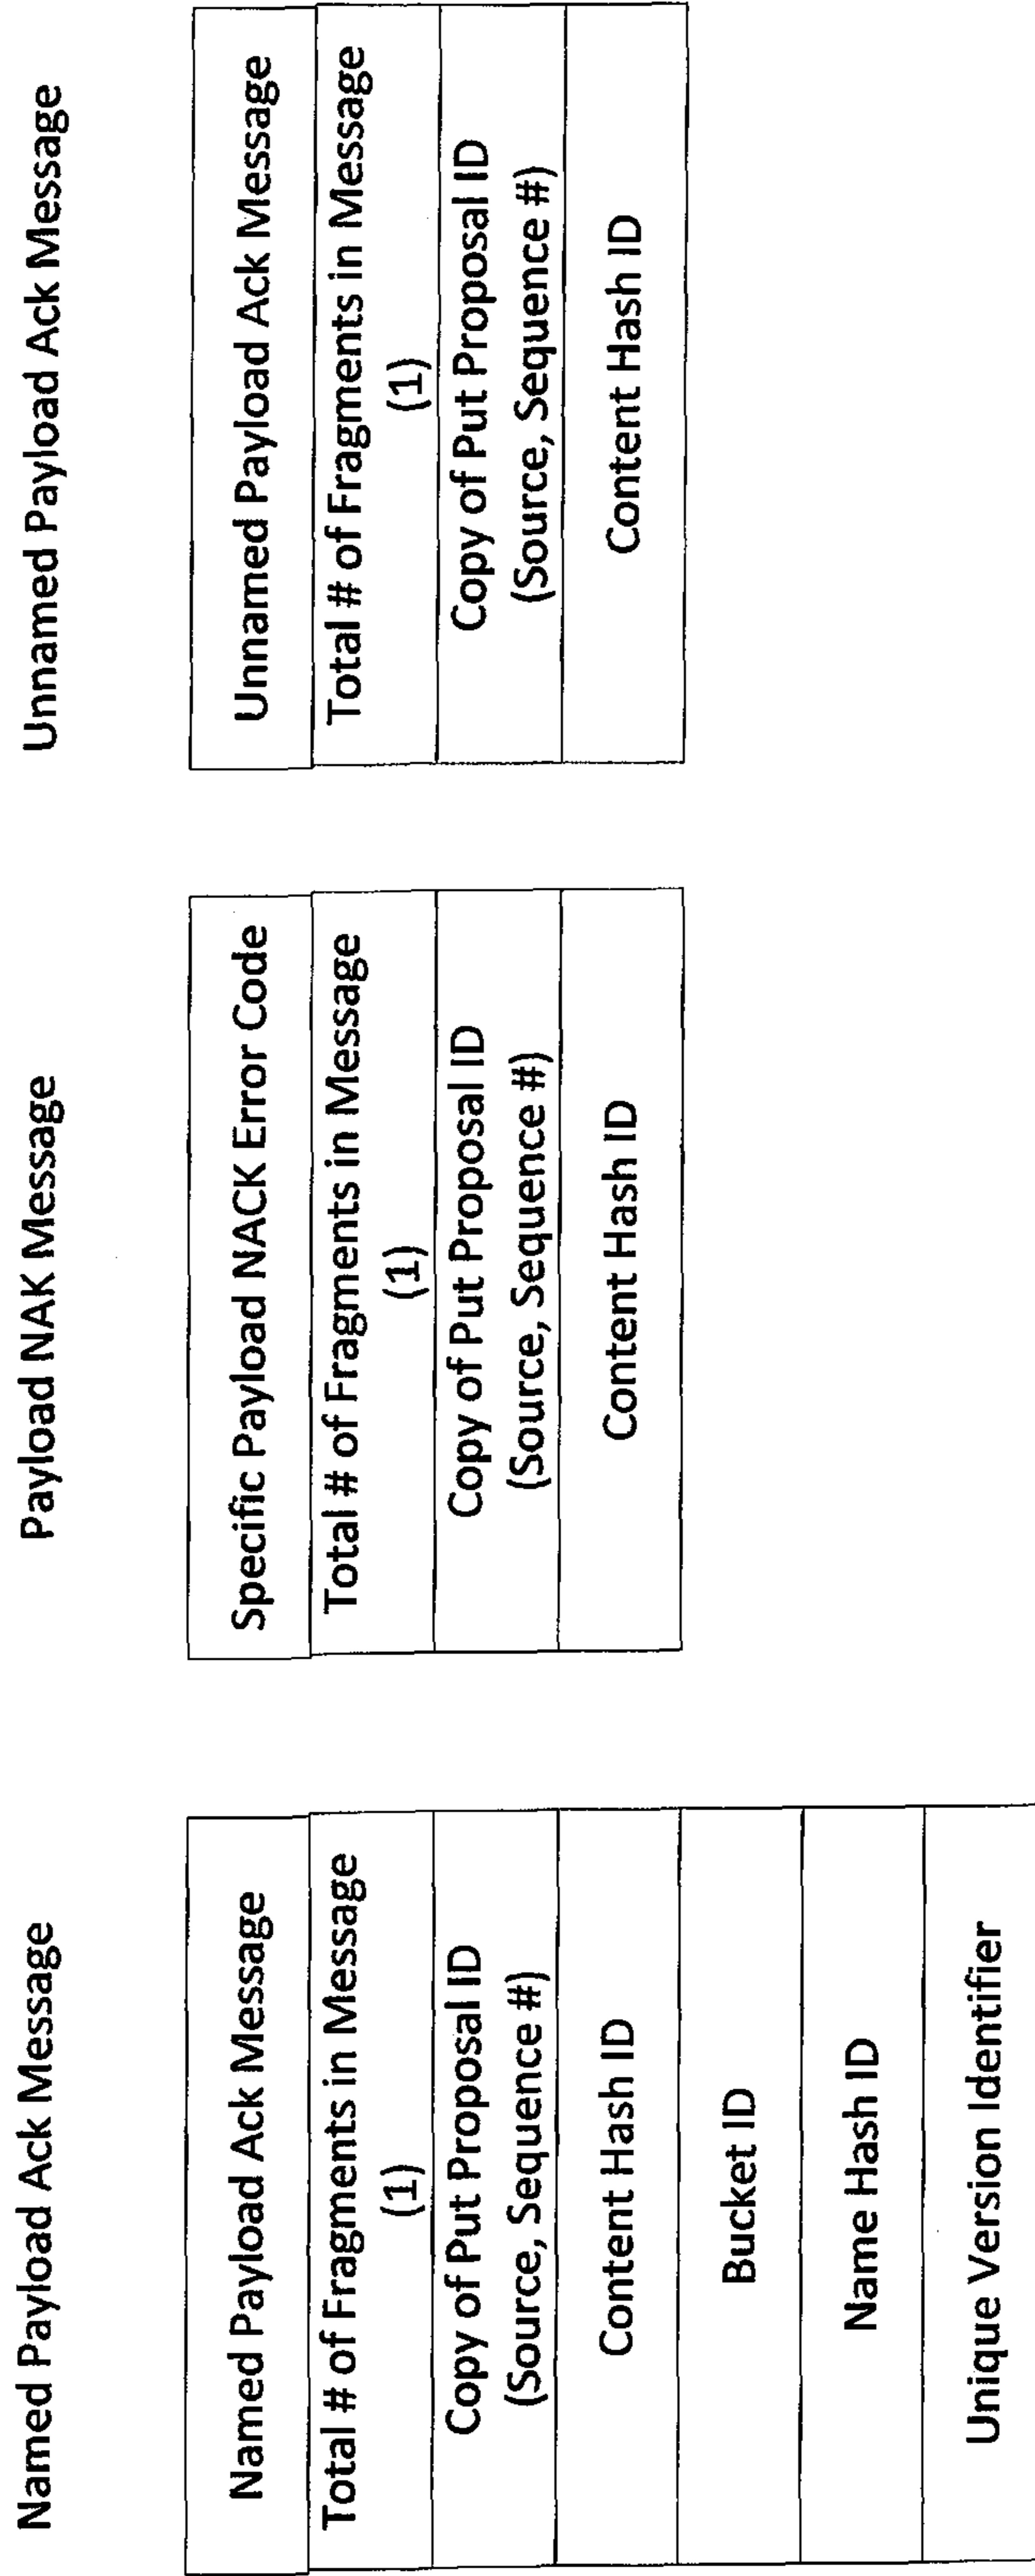 Named Payload Ack Message
Named Payload Ack Message
Total # of Fragments in Message
(1)
Copy of Put Proposal ID
(Source, Sequence #)
Content Hash ID
Bucket ID
Name Hash ID
Unique Version Identifier
Payload NAK Message
Specific Payload NACK Error Code
Total # of Fragments in Message
(1)
Copy of Put Proposal ID
(Source, Sequence #)
Content Hash ID
Unnamed Payload Ack Message
Unnamed Payload Ack Message
Total # of Fragments in Message
(1)
Copy of Put Proposal ID
(Source, Sequence #)
Content Hash ID